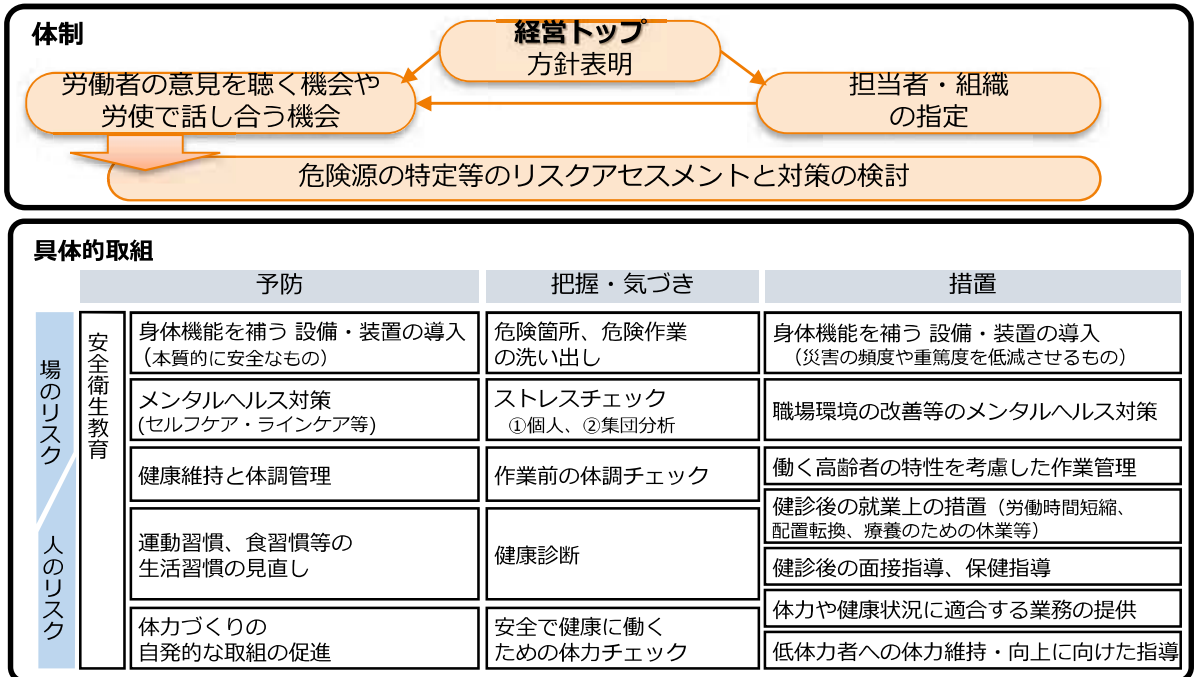 体制
経営トップ
方針表明
労働者の意見を聴く機会や
労使で話し合う機会
担当者・組織
の指定
危険源の特定等のリスクアセスメントと対策の検討
具体的取組
予防
把握・気づき
措置
場のリスク
人のリスク
安全衛生教育
身体機能を補う 設備・装置の導入
（本質的に安全なもの）
危険箇所、危険作業
の洗い出し
身体機能を補う 設備・装置の導入
（災害の頻度や重篤度を低減させるもの）
メンタルヘルス対策
(セルフケア・ラインケア等)
ストレスチェック
①個人、②集団分析
職場環境の改善等のメンタルヘルス対策
健康維持と体調管理
作業前の体調チェック
働く高齢者の特性を考慮した作業管理
運動習慣、食習慣等の
生活習慣の見直し
健康診断
健診後の就業上の措置（労働時間短縮、
配置転換、療養のための休業等）
健診後の面接指導、保健指導
体力づくりの
自発的な取組の促進
安全で健康に働く
ための体力チェック
体力や健康状況に適合する業務の提供
低体力者への体力維持・向上に向けた指導